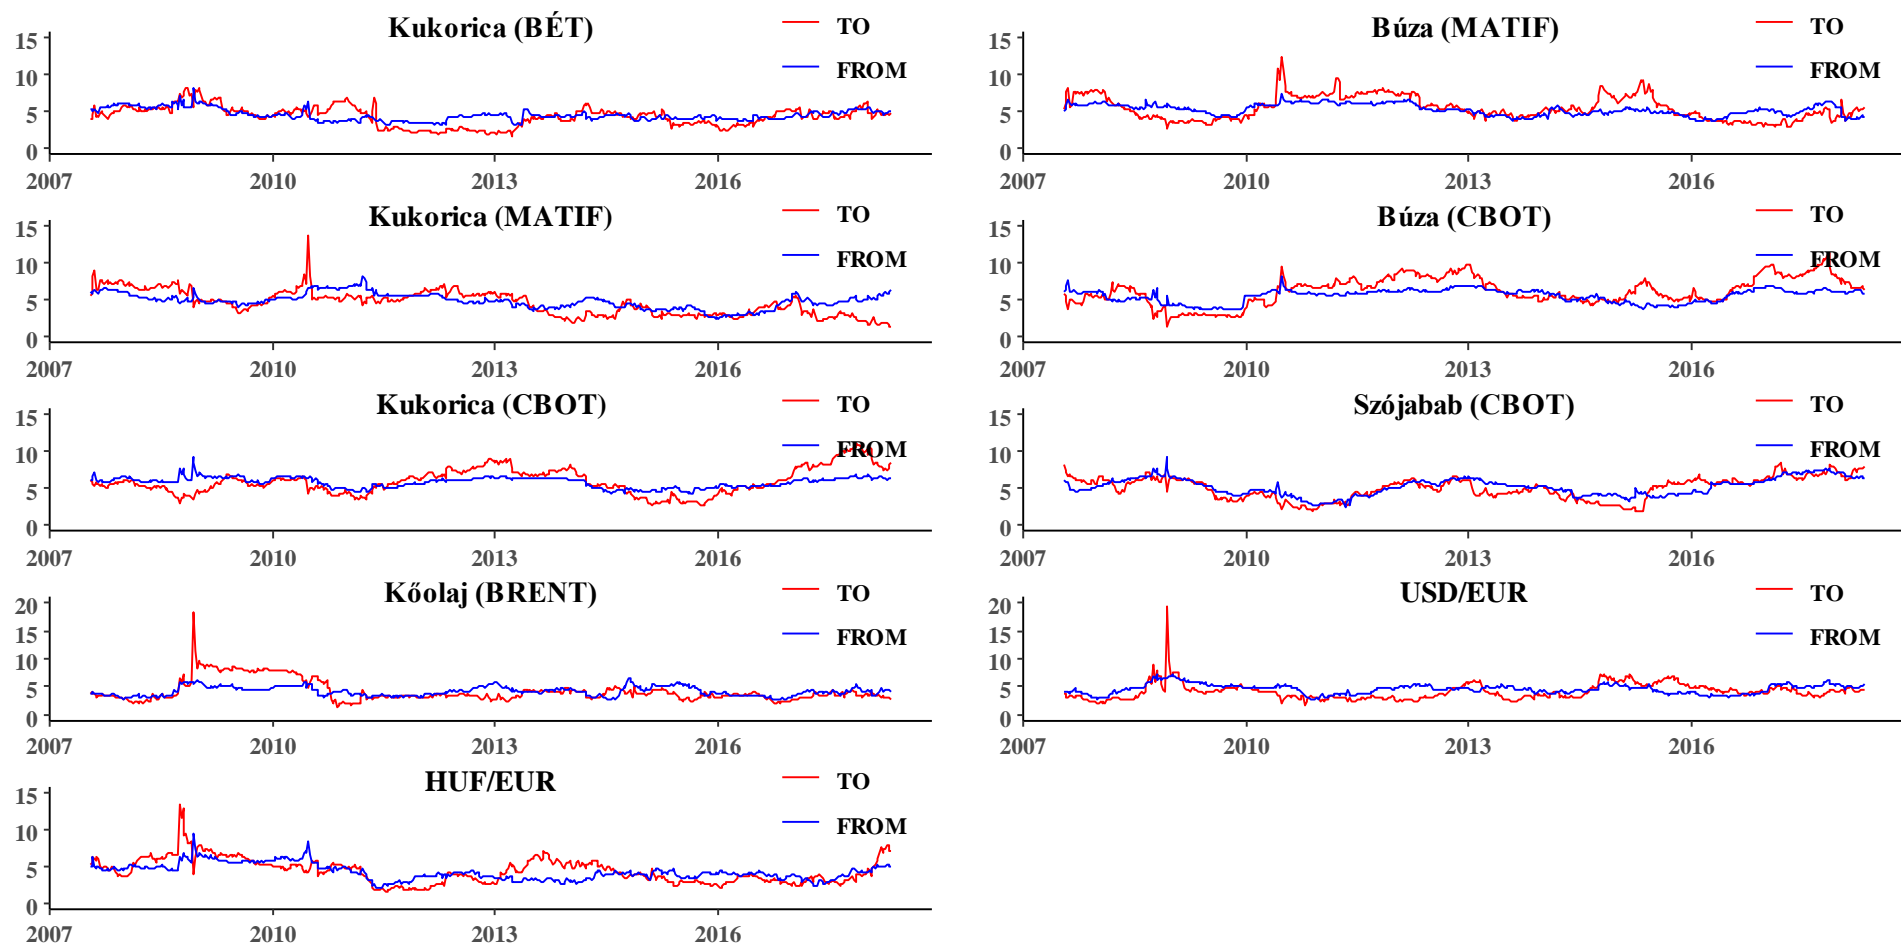 Kukorica (BÉT)
TO
FROM
15
10
5
0
2007 2010 2013 2016
Búza (MATIF)
TO
FROM
15
10
5
0
2007 2010 2013 2016
Kukorica (MATIF)
TO
FROM
15
10
5
0
2007 2010 2013 2016
Búza (CBOT)
TO
FROM
15
10
5
0
2007 2010 2013 2016
Kukorica (CBOT)
TO
FROM
15
10
5
0
2007 2010 2013 2016
Szójabab (CBOT)
TO
FROM
15
10
5
0
2007 2010 2013 2016
Kőolaj (BRENT)
TO
FROM
20
15
10
5
0
2007 2010 2013 2016
USD/EUR
TO
FROM
20
15
10
5
0
2007 2010 2013 2016
HUF/EUR
TO
FROM
15
10
5
0
2007 2010 2013 2016